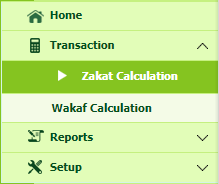 Home
Transaction
Zakat Calculation
Wakaf Calculation
Reports
Setup